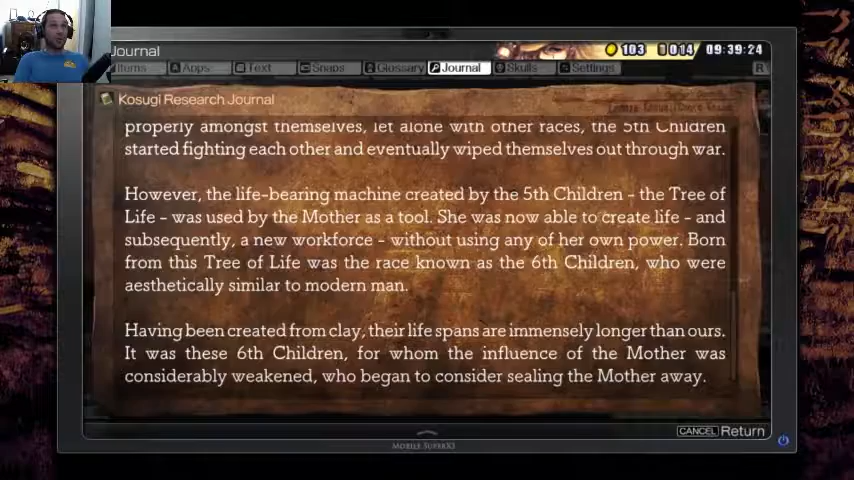 Journal
103 014 09:39:24
Items A Apps Text Snaps Glossary Journal Skulls Settings R
Kosugi Research Journal
properly amongst themselves, let alone with other races, the 5th Children
started fighting each other and eventually wiped themselves out through war.
However, the life-bearing machine created by the 5th Children - the Tree of
Life - was used by the Mother as a tool. She was now able to create life - and
subsequently, a new workforce - without using any of her own power. Born
from this Tree of Life was the race known as the 6th Children, who were
aesthetically similar to modern man.
Having been created from clay, their life spans are immensely longer than ours.
It was these 6th Children, for whom the influence of the Mother was
considerably weakened, who began to consider sealing the Mother away.
CANCEL Return
MOBILE SUPERX3